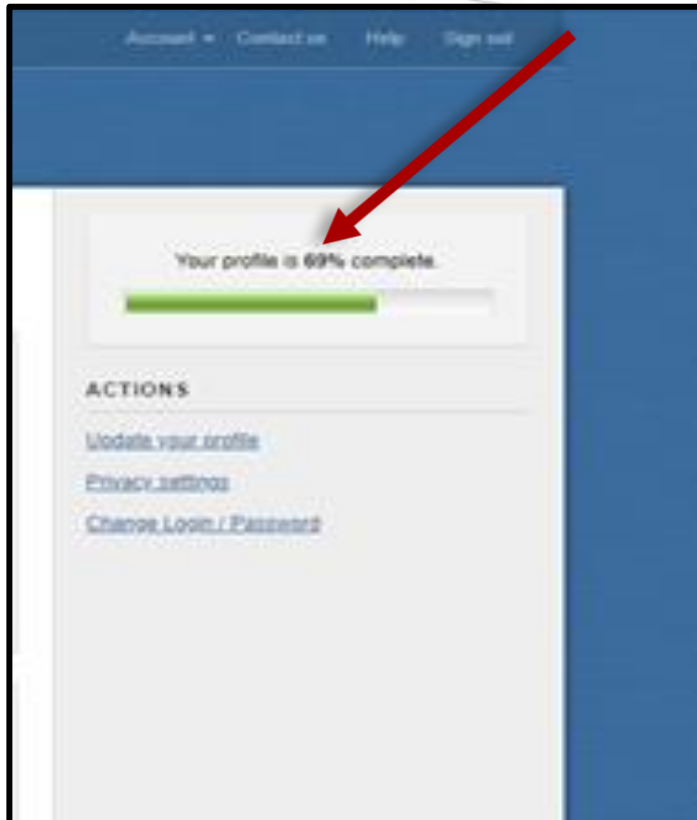 Account Contact us Help Sign out
Your profile is 69% complete.
ACTIONS
Update your profile
Privacy settings
Change Login / Password